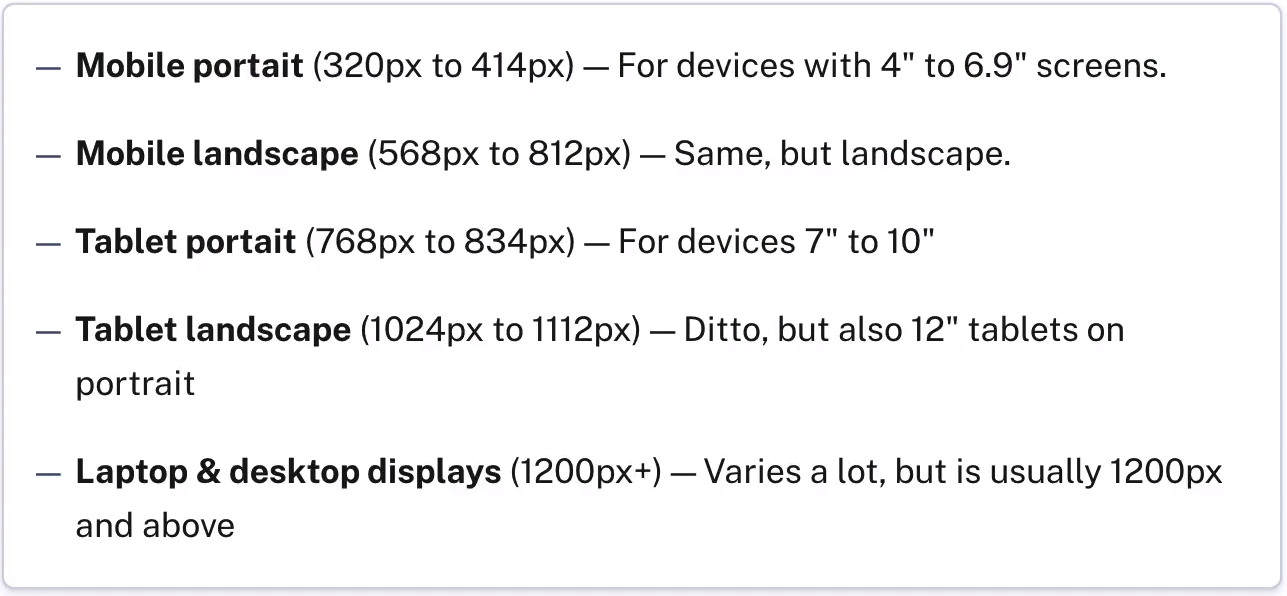 — Mobile portait (320px to 414px) — For devices with 4" to 6.9" screens.
— Mobile landscape (568px to 812px) — Same, but landscape.
— Tablet portait (768px to 834px) — For devices 7" to 10"
— Tablet landscape (1024px to 1112px) — Ditto, but also 12" tablets on
portrait
— Laptop & desktop displays (1200px+) — Varies a lot, but is usually 1200px
and above